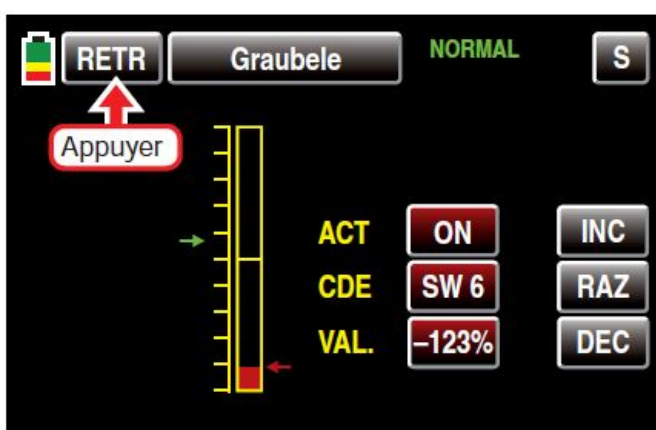 RETR Graubele NORMAL S
Appuyer
ACT ON INC
CDE SW 6 RAZ
VAL. –123% DEC